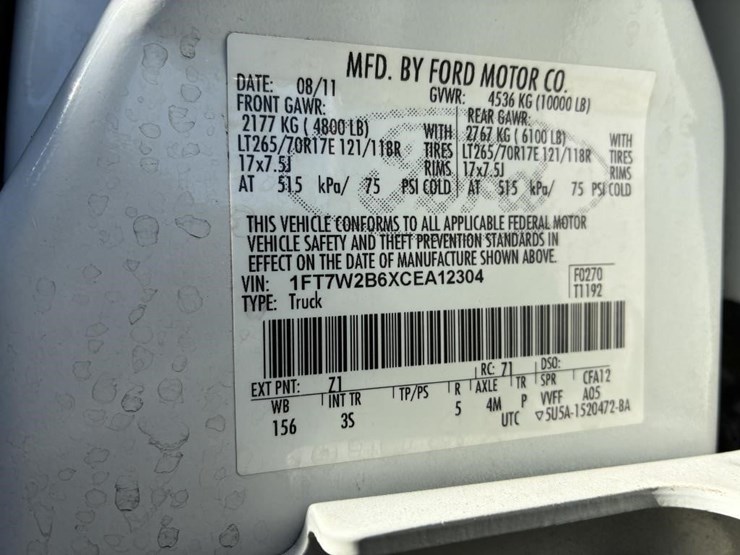 MFD. BY FORD MOTOR CO.
DATE: 08/11 GVWR: 4536 KG (10000 LB)
FRONT GAWR: REAR GAWR:
2177 KG ( 4800 LB) WITH 2767 KG ( 6100 LB) WITH
LT265/70R17E 121/118R TIRES LT265/70R17E 121/118R TIRES
17x7.5J RIMS 17x7.5J RIMS
AT 515 kPa/ 75 PSI COLD AT 515 kPa/ 75 PSI COLD
THIS VEHICLE CONFORMS TO ALL APPLICABLE FEDERAL MOTOR
VEHICLE SAFETY AND THEFT PREVENTION STANDARDS IN
EFFECT ON THE DATE OF MANUFACTURE SHOWN ABOVE.
VIN: 1FT7W2B6XCEA12304 F0270
TYPE: Truck T1192
EXT PNT: Z1 RC: 71 DSO:
WB INT TR TP/PS R AXLE TR SPR CFA12
156 3S 5 4M P VVFF A05
UTC ▽5U5A-1520472-BA